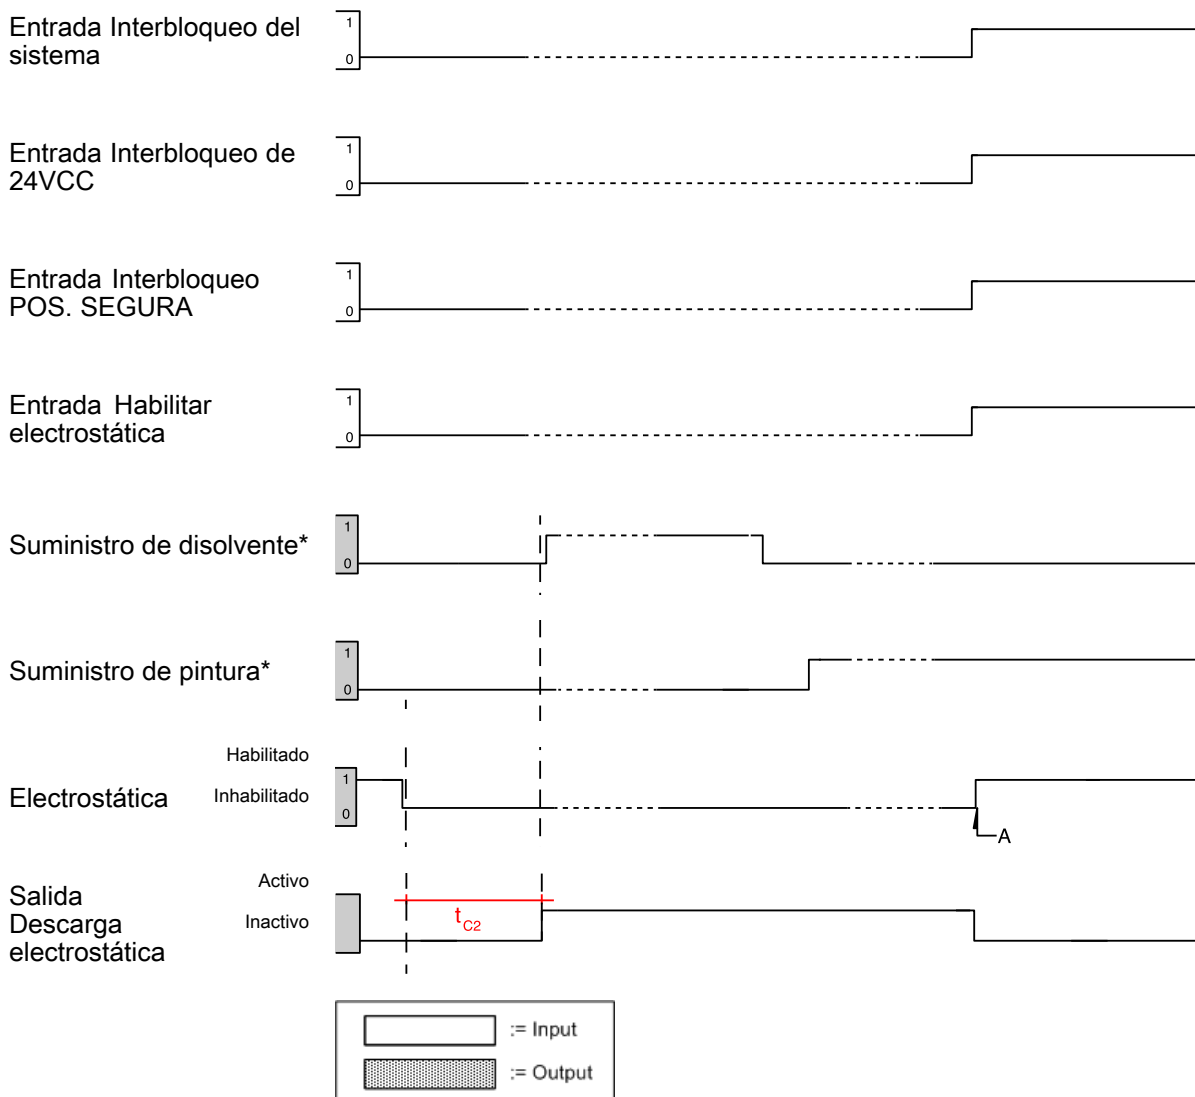 Entrada Interbloqueo del
sistema
1
0
Entrada Interbloqueo de
24VCC
1
0
Entrada Interbloqueo
POS. SEGURA
1
0
Entrada Habilitar
electrostática
1
0
Suministro de disolvente*
1
0
Suministro de pintura*
1
0
Electrostática
Habilitado
Inhabilitado
1
0
A
Salida
Descarga
electrostática
Activo
Inactivo
tC2
:= Input
:= Output